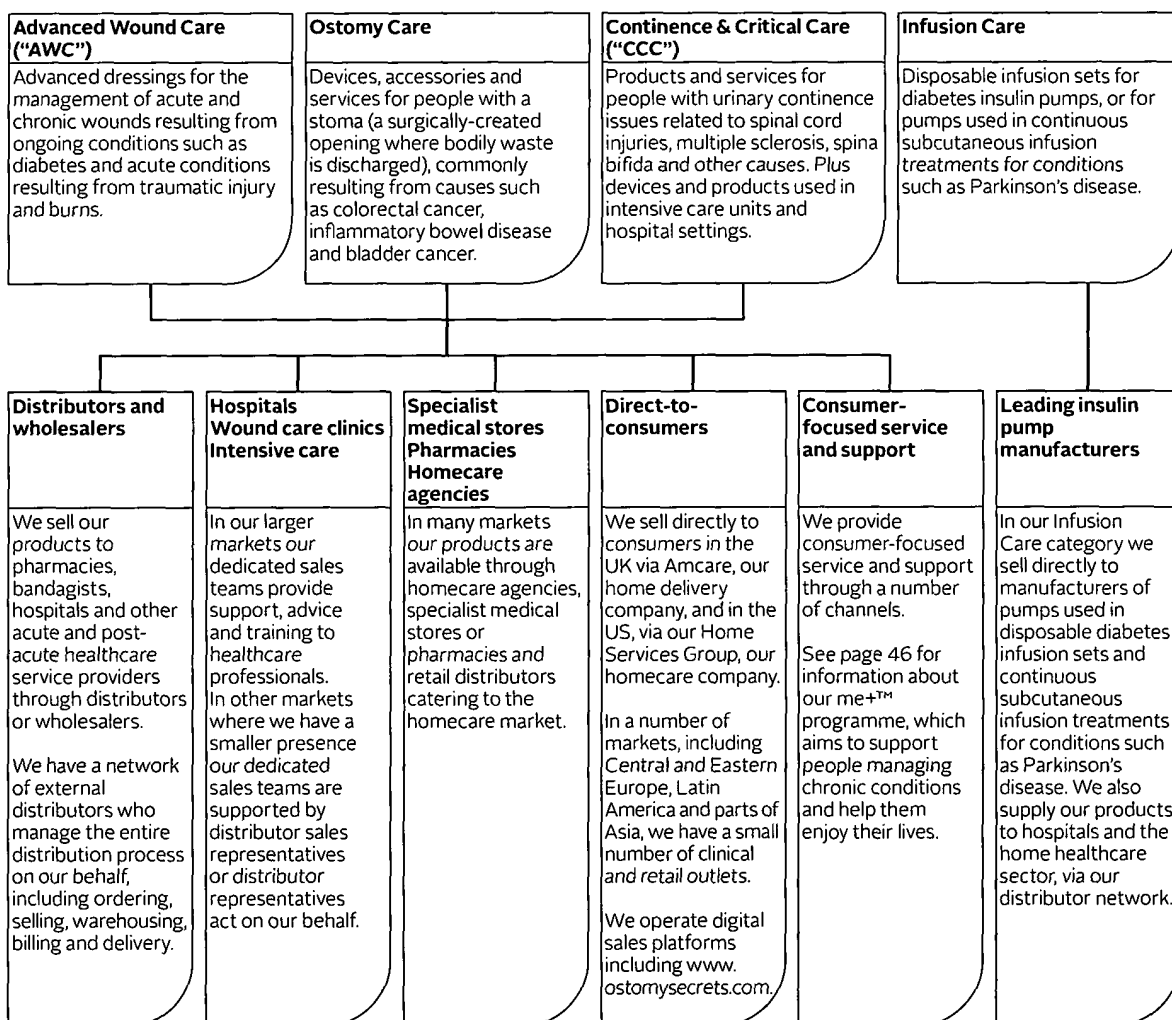 Advanced Wound Care
(“AWC”)
Advanced dressings for the
management of acute and
chronic wounds resulting from
ongoing conditions such as
diabetes and acute conditions
resulting from traumatic injury
and burns.
Ostomy Care
Devices, accessories and
services for people with a
stoma (a surgically-created
opening where bodily waste
is discharged), commonly
resulting from causes such
as colorectal cancer,
inflammatory bowel disease
and bladder cancer.
Continence & Critical Care
(“CCC”)
Products and services for
people with urinary continence
issues related to spinal cord
injuries, multiple sclerosis, spina
bifida and other causes. Plus
devices and products used in
intensive care units and
hospital settings.
Infusion Care
Disposable infusion sets for
diabetes insulin pumps, or for
pumps used in continuous
subcutaneous infusion
treatments for conditions
such as Parkinson’s disease.
Distributors and
wholesalers
We sell our
products to
pharmacies,
bandagists,
hospitals and other
acute and post-
acute healthcare
service providers
through distributors
or wholesalers.
We have a network
of external
distributors who
manage the entire
distribution process
on our behalf,
including ordering,
selling, warehousing,
billing and delivery.
Hospitals
Wound care clinics
Intensive care
In our larger
markets our
dedicated sales
teams provide
support, advice
and training to
healthcare
professionals.
In other markets
where we have a
smaller presence
our dedicated
sales teams are
supported by
distributor sales
representatives
or distributor
representatives
act on our behalf.
Specialist
medical stores
Pharmacies
Homecare
agencies
In many markets
our products are
available through
homecare agencies,
specialist medical
stores or
pharmacies and
retail distributors
catering to the
homecare market.
Direct-to-
consumers
We sell directly to
consumers in the
UK via Amcare, our
home delivery
company, and in the
US, via our Home
Services Group, our
homecare company.
In a number of
markets, including
Central and Eastern
Europe, Latin
America and parts of
Asia, we have a small
number of clinical
and retail outlets.
We operate digital
sales platforms
including www.
ostomysecrets.com.
Consumer-
focused service
and support
We provide
consumer-focused
service and support
through a number
of channels.
See page 46 for
information about
our me+™
programme, which
aims to support
people managing
chronic conditions
and help them
enjoy their lives.
Leading insulin
pump
manufacturers
In our Infusion
Care category we
sell directly to
manufacturers of
pumps used in
disposable diabetes
infusion sets and
continuous
subcutaneous
infusion treatments
for conditions such
as Parkinson’s
disease. We also
supply our products
to hospitals and the
home healthcare
sector, via our
distributor network.